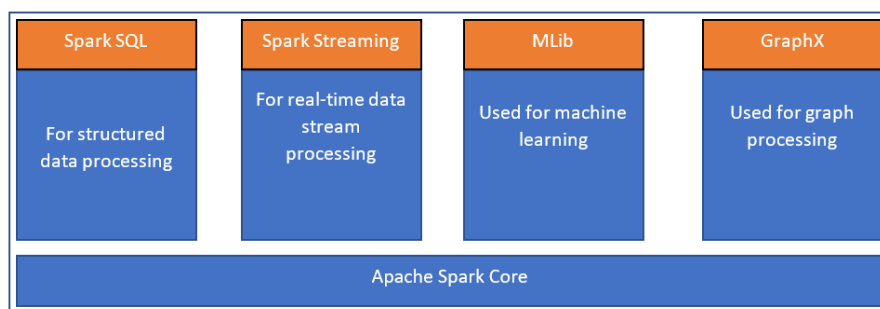 Spark SQL
For structured
data processing
Spark Streaming
For real-time data
stream
processing
MLib
Used for machine
learning
GraphX
Used for graph
processing
Apache Spark Core